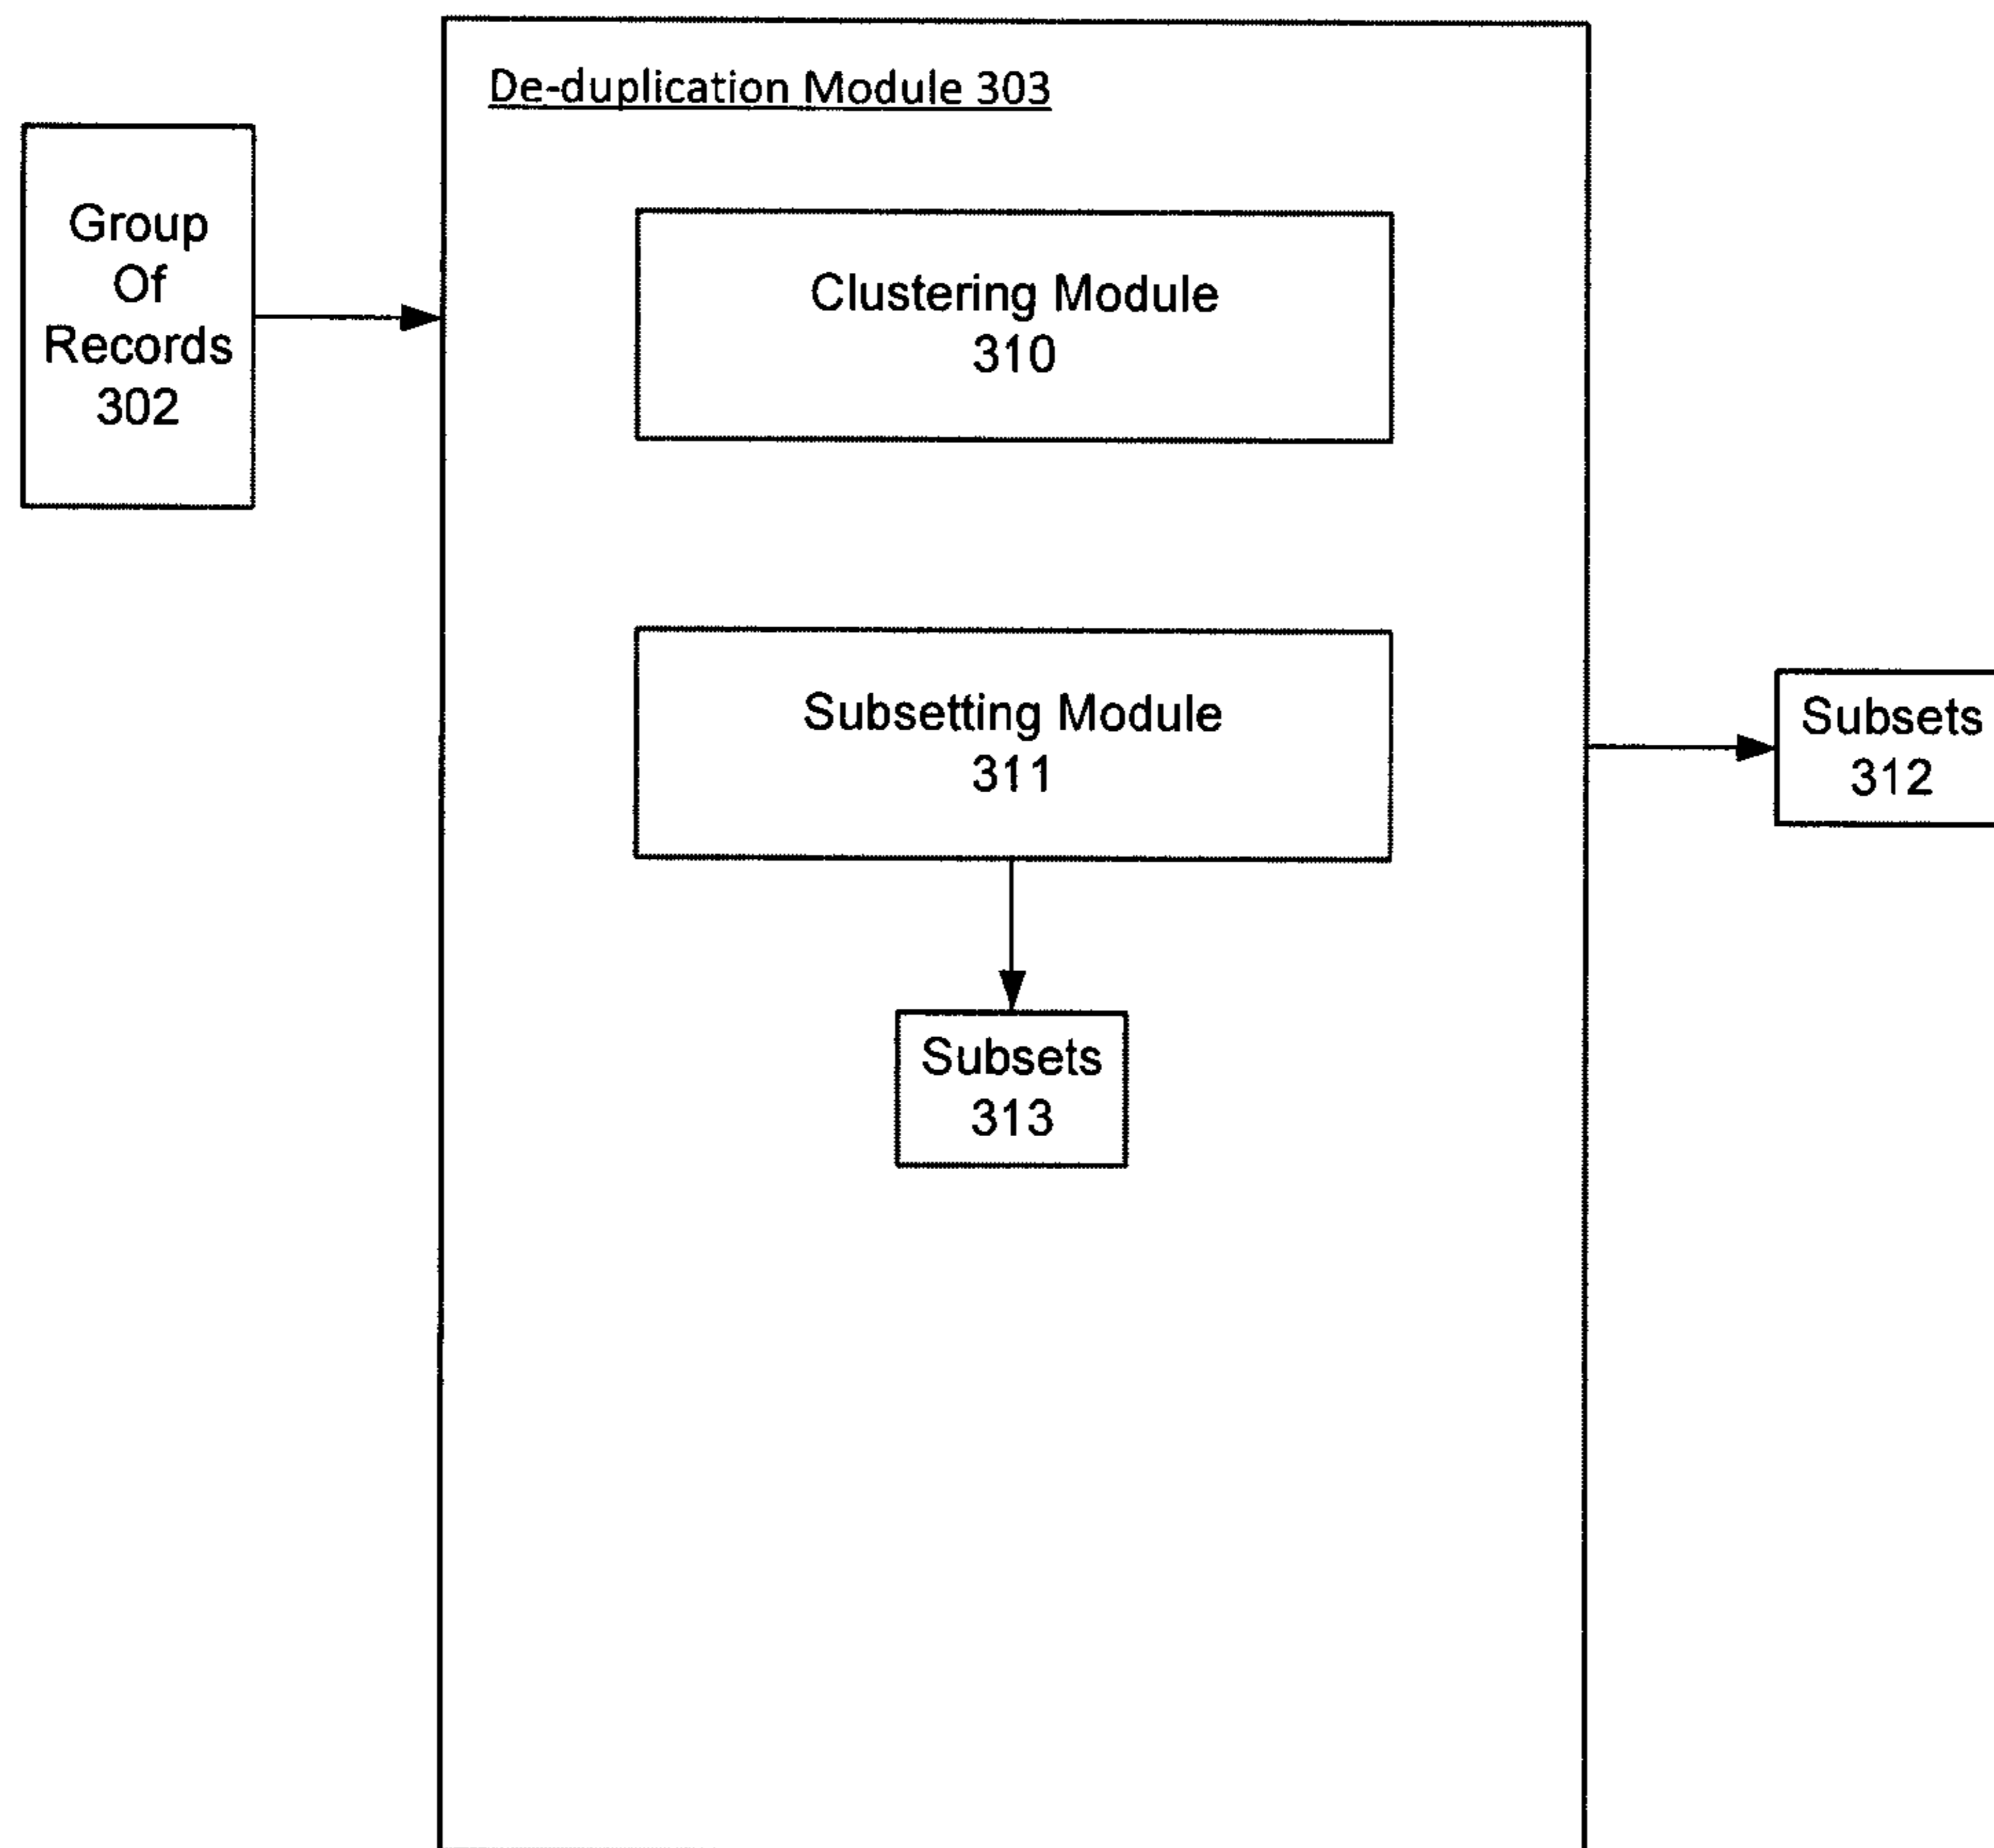 De-duplication Module 303
Group
Of
Records
302
Clustering Module
310
Subsetting Module
311
Subsets
312
Subsets
313